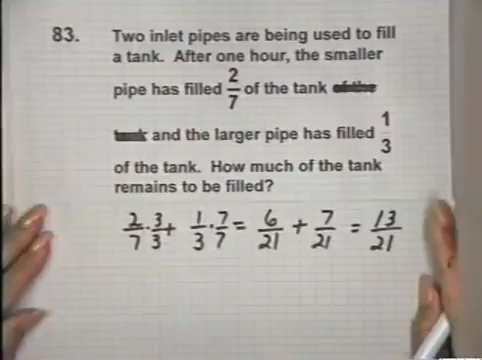 83. Two inlet pipes are being used to fill
a tank. After one hour, the smaller
pipe has filled 2/7 of the tank of the
tank and the larger pipe has filled 1/3
of the tank. How much of the tank
remains to be filled?
2/7 · 3/3 + 1/3 · 7/7 = 6/21 + 7/21 = 13/21